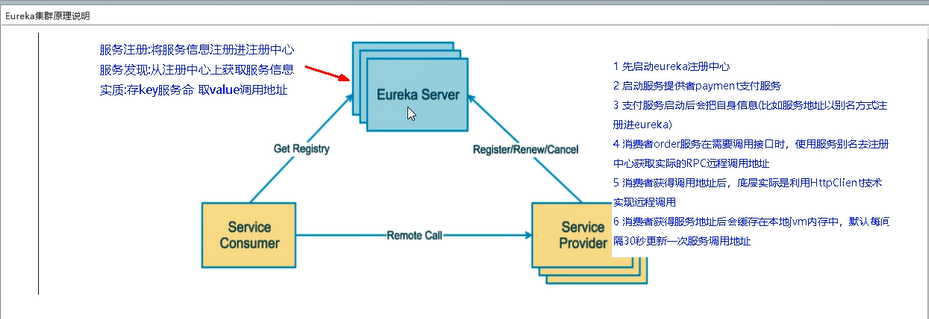 Eureka集群原理说明
服务注册:将服务信息注册进注册中心
服务发现:从注册中心上获取服务信息
实质:存key服务命 取value调用地址
Eureka Server
Get Registry
Register/Renew/Cancel
Service
Consumer
Remote Call
Service
Provider
1 先启动eureka注册中心
2 启动服务提供者payment支付服务
3 支付服务启动后会把自身信息(比如服务地址以别名方式注
册进eureka)
4 消费者order服务在需要调用接口时，使用服务别名去注册
中心获取实际的RPC远程调用地址
5 消费者获得调用地址后，底层实际是利用HttpClient技术
实现远程调用
6 消费者获得服务地址后会缓存在本地jvm内存中，默认每间
隔30秒更新一次服务调用地址